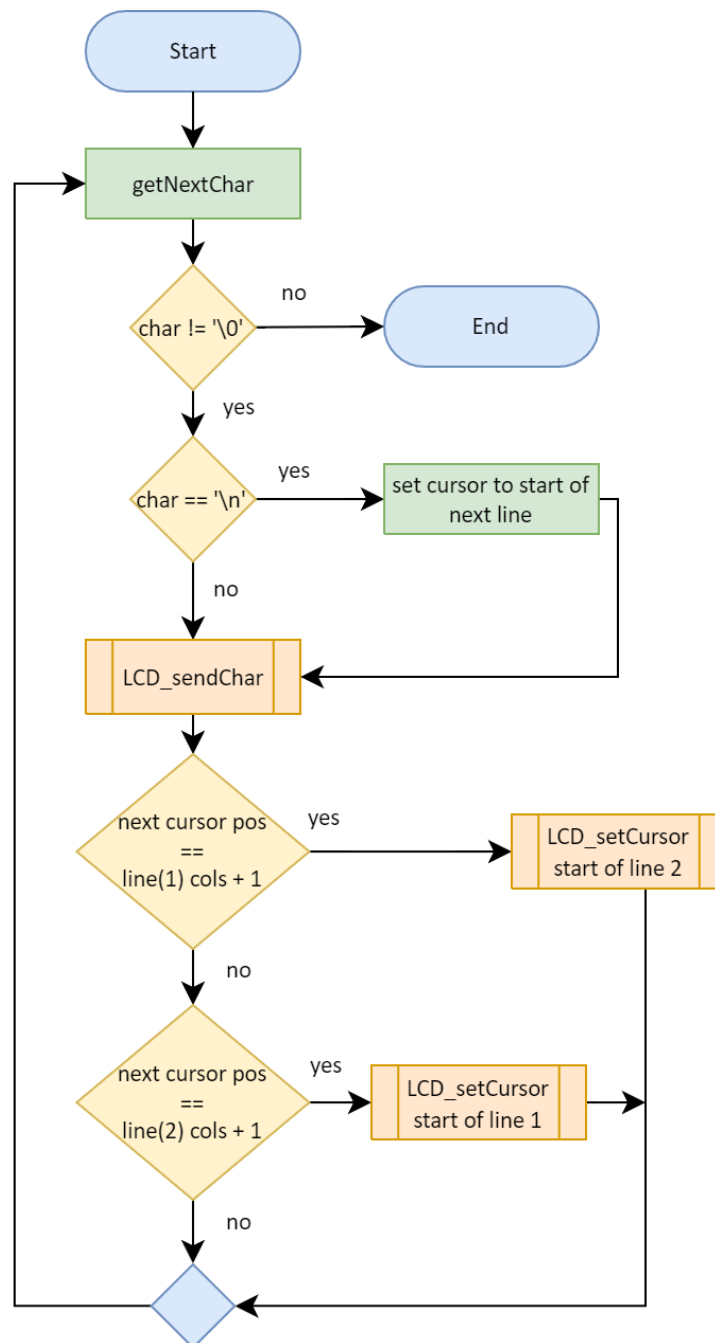 Start
getNextChar
char != '\0'
no
End
yes
char == '\n'
yes
set cursor to start of
next line
no
LCD_sendChar
next cursor pos
==
line(1) cols + 1
yes
LCD_setCursor
start of line 2
no
next cursor pos
==
line(2) cols + 1
yes
LCD_setCursor
start of line 1
no